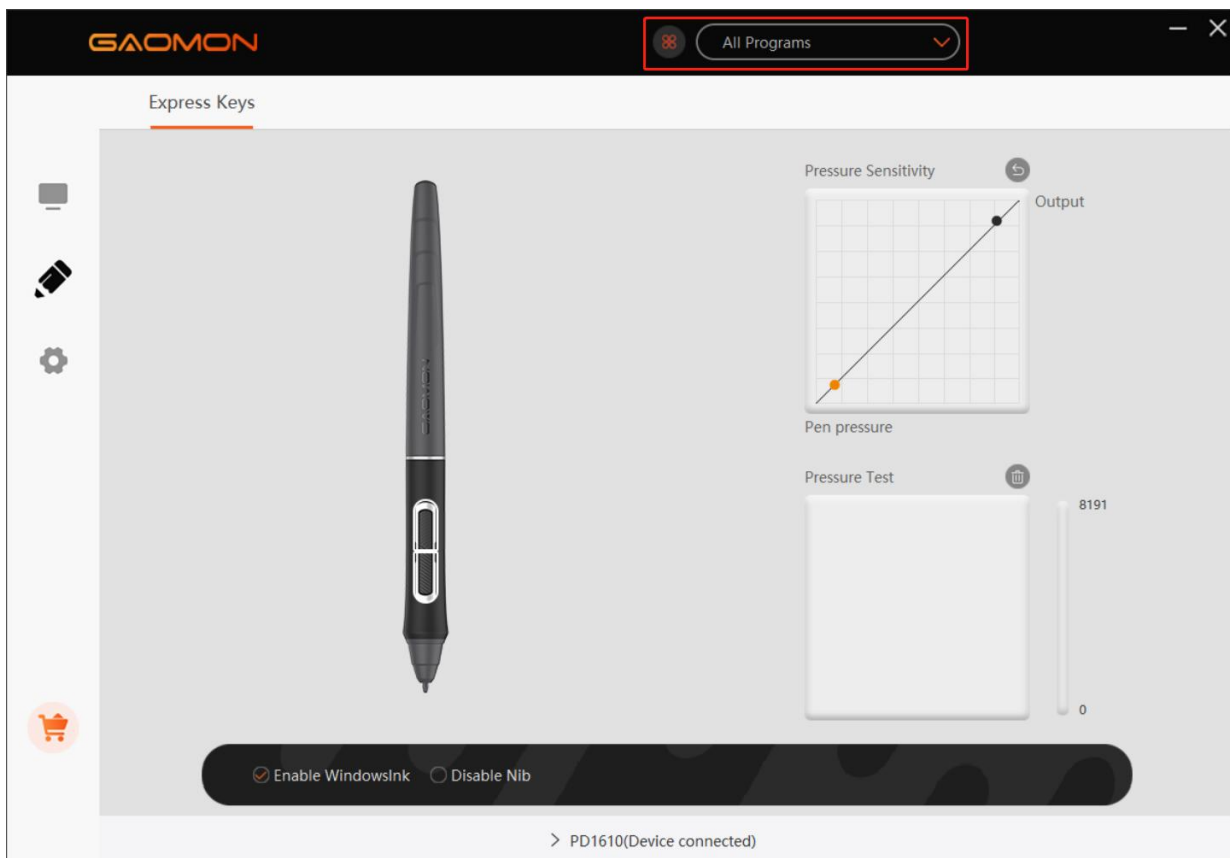 GAOMON
All Programs
Express Keys
Pressure Sensitivity
Output
GAOMON
Pen pressure
Pressure Test
8191
0
Enable WindowsInk
Disable Nib
PD1610(Device connected)